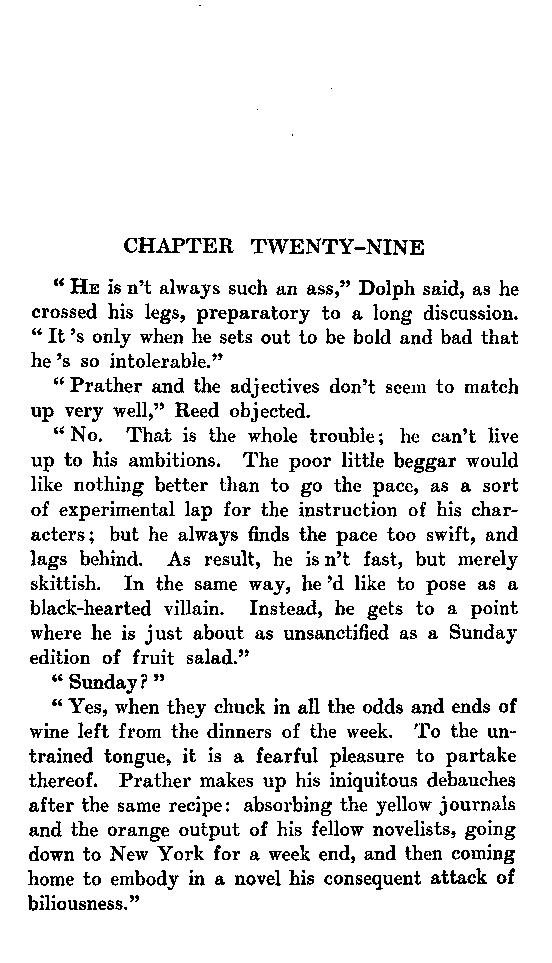 CHAPTER TWENTY-NINE
“ HE is n't always such an ass,” Dolph said, as he
crossed his legs, preparatory to a long discussion.
“ It 's only when he sets out to be bold and bad that
he 's so intolerable.”
“ Prather and the adjectives don't seem to match
up very well,” Reed objected.
“ No. That is the whole trouble; he can't live
up to his ambitions. The poor little beggar would
like nothing better than to go the pace, as a sort
of experimental lap for the instruction of his char-
acters; but he always finds the pace too swift, and
lags behind. As result, he is n't fast, but merely
skittish. In the same way, he 'd like to pose as a
black-hearted villain. Instead, he gets to a point
where he is just about as unsanctified as a Sunday
edition of fruit salad.”
“ Sunday? ”
“ Yes, when they chuck in all the odds and ends of
wine left from the dinners of the week. To the un-
trained tongue, it is a fearful pleasure to partake
thereof. Prather makes up his iniquitous debauches
after the same recipe: absorbing the yellow journals
and the orange output of his fellow novelists, going
down to New York for a week end, and then coming
home to embody in a novel his consequent attack of
biliousness.”